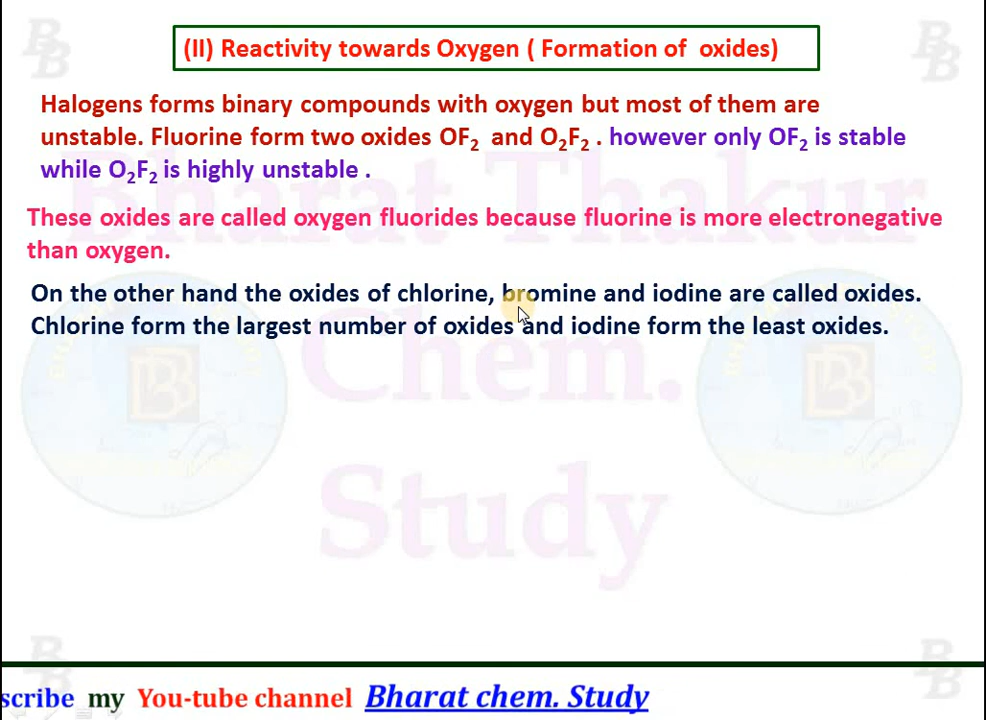 (II) Reactivity towards Oxygen ( Formation of oxides)
Halogens forms binary compounds with oxygen but most of them are
unstable. Fluorine form two oxides OF₂ and O₂F₂ . however only OF₂ is stable
while O₂F₂ is highly unstable .
These oxides are called oxygen fluorides because fluorine is more electronegative
than oxygen.
On the other hand the oxides of chlorine, bromine and iodine are called oxides.
Chlorine form the largest number of oxides and iodine form the least oxides.
Bharat Thakur
Chem.
Study
scribe my You-tube channel Bharat chem. Study